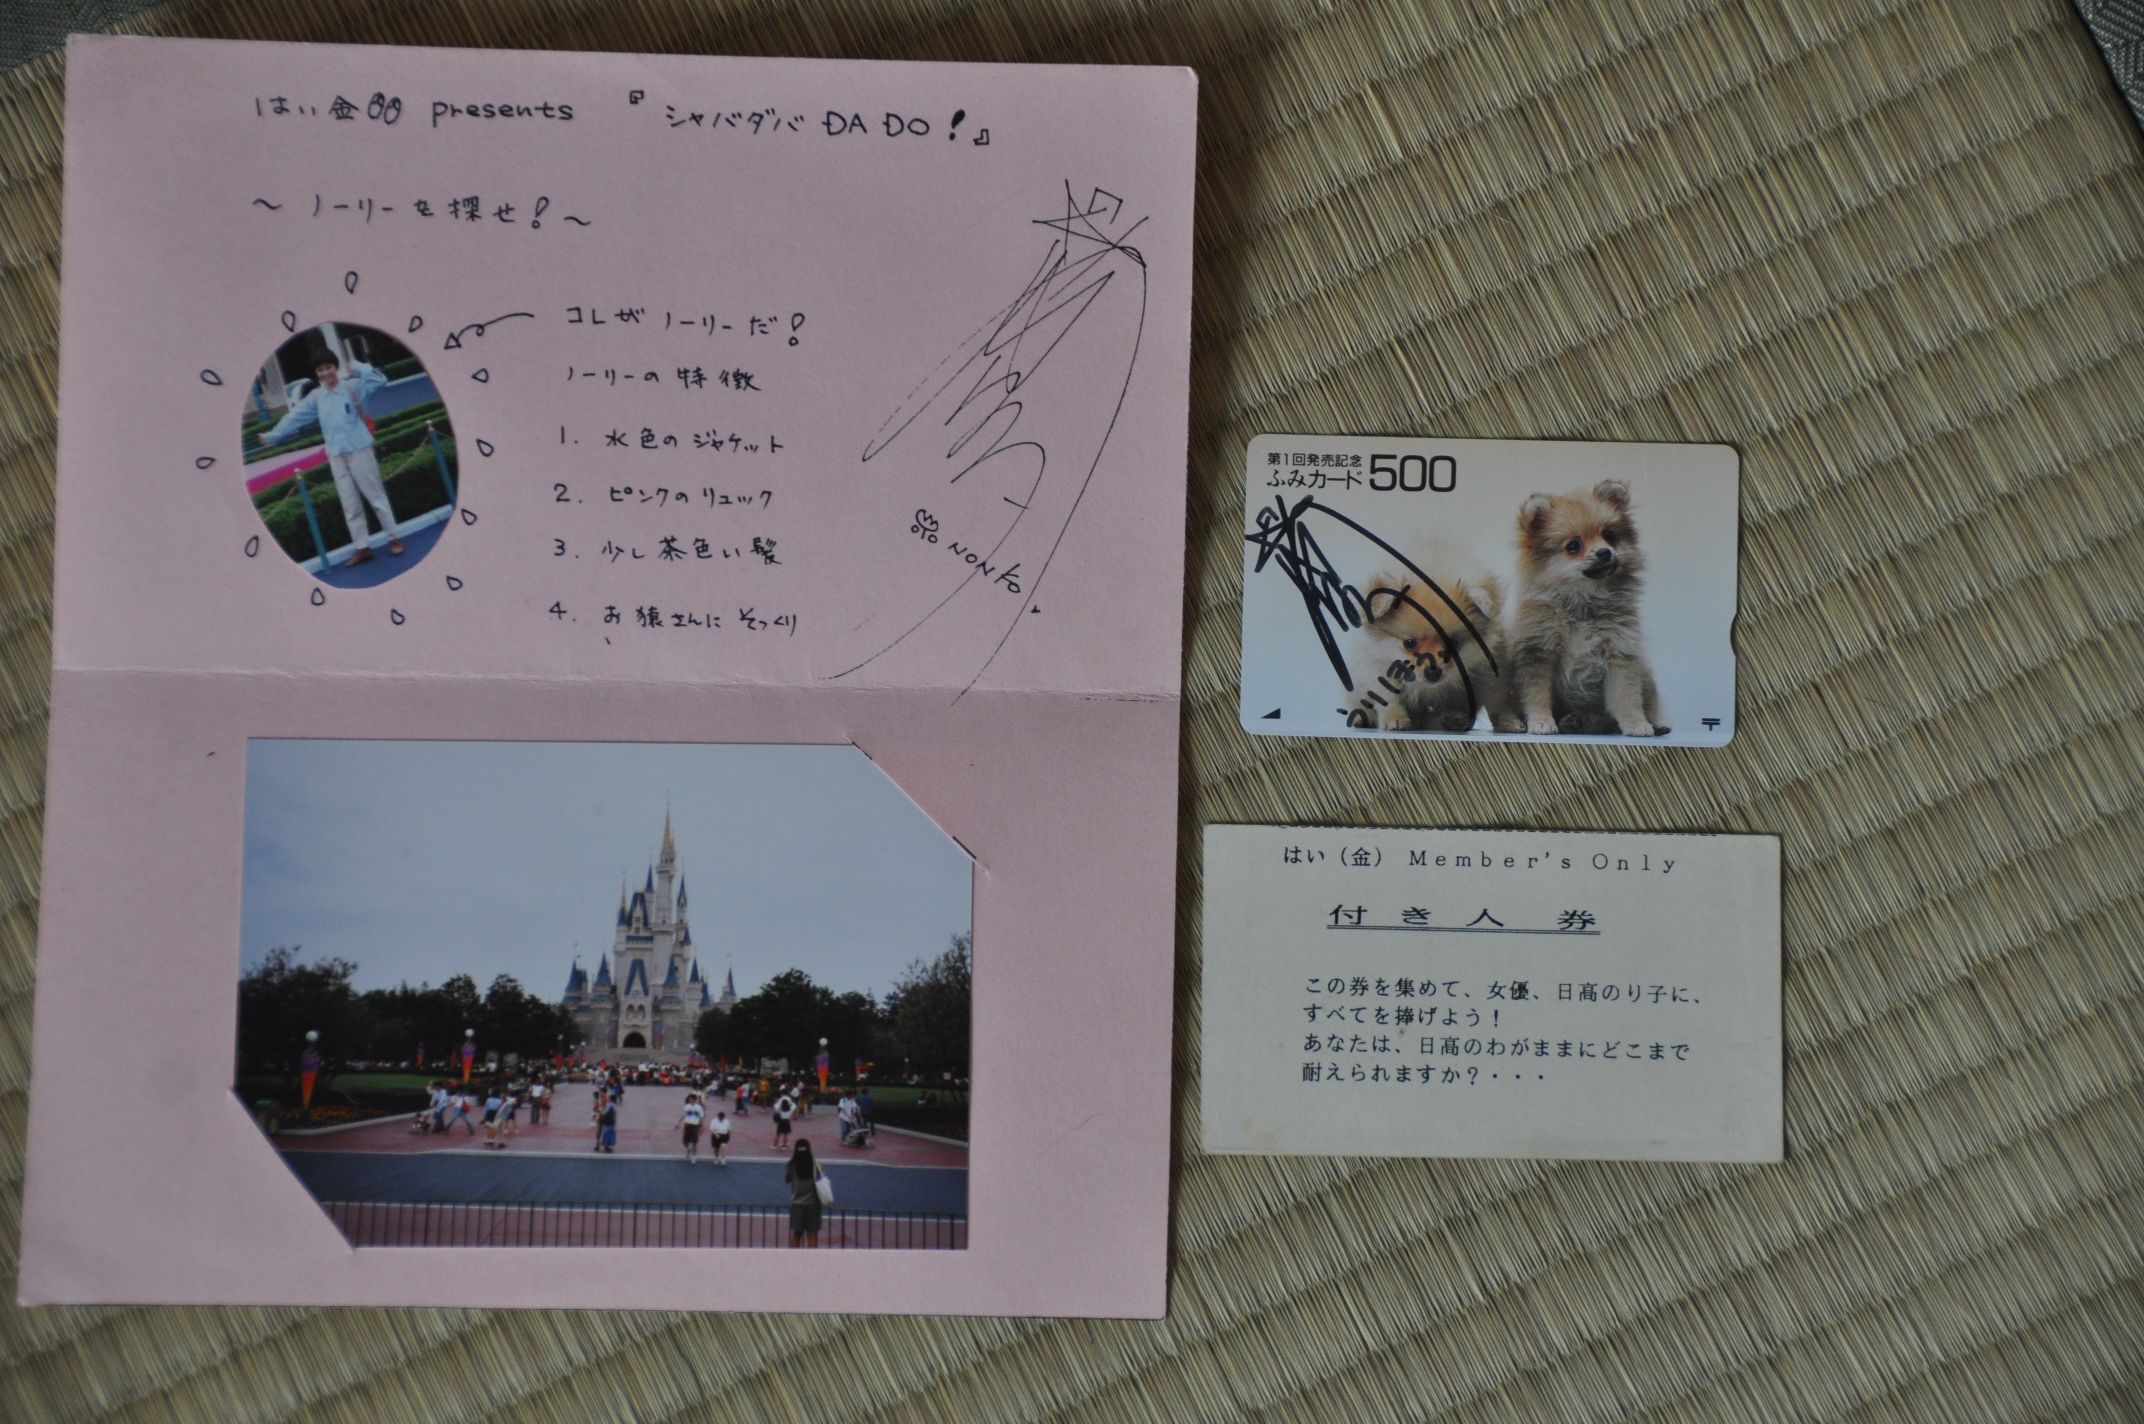 はい金 presents 『シャバダバ DA DO!』
〜 ノーリーを探せ! 〜
コレがノーリーだ!
ノーリーの特徴
1. 水色のジャケット
2. ピンクのリュック
3. 少し茶色い髪
4. お猿さんにそっくり
NONKO.
第1回発売記念
ふみカード500
〒
はい(金) Member's Only
付き人 券
この券を集めて、女優、日髙のり子に、
すべてを捧げよう!
あなたは、日髙のわがままにどこまで
耐えられますか?・・・